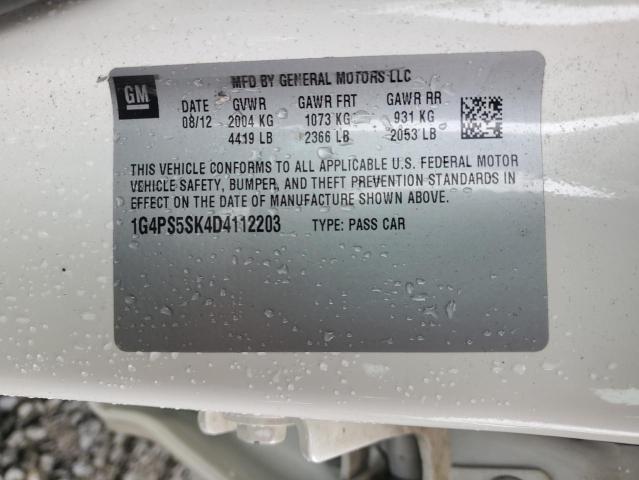 GM
MFD BY GENERAL MOTORS LLC
DATE GVWR GAWR FRT GAWR RR
08/12 2004 KG 1073 KG 931 KG
4419 LB 2366 LB 2053 LB
THIS VEHICLE CONFORMS TO ALL APPLICABLE U.S. FEDERAL MOTOR
VEHICLE SAFETY, BUMPER, AND THEFT PREVENTION STANDARDS IN
EFFECT ON THE DATE OF MANUFACTURE SHOWN ABOVE.
1G4PS5SK4D4112203 TYPE: PASS CAR